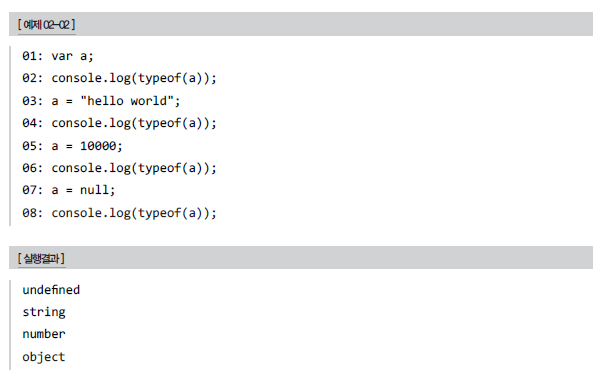 [ 예제 02-02 ]
01: var a;
02: console.log(typeof(a));
03: a = "hello world";
04: console.log(typeof(a));
05: a = 10000;
06: console.log(typeof(a));
07: a = null;
08: console.log(typeof(a));
[ 실행결과 ]
undefined
string
number
object